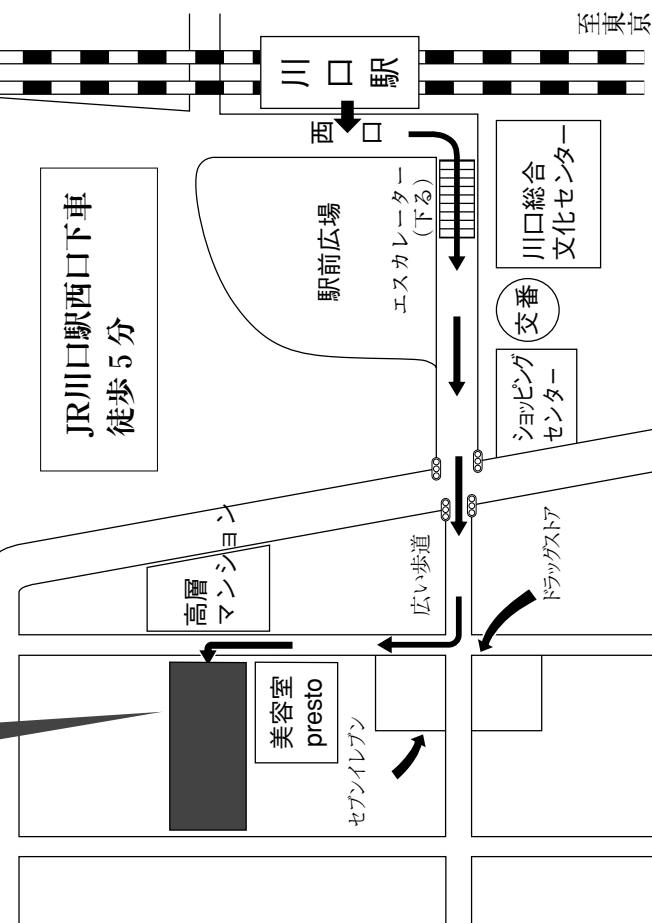 至東京
川口駅
西口
JR川口駅西口下車
徒歩5分
駅前広場
エスカレーター
(下る)
川口総合
文化センター
交番
ショッピング
センター
高層
マンション
広い歩道
ドラッグストア
美容室
presto
セブンイレブン